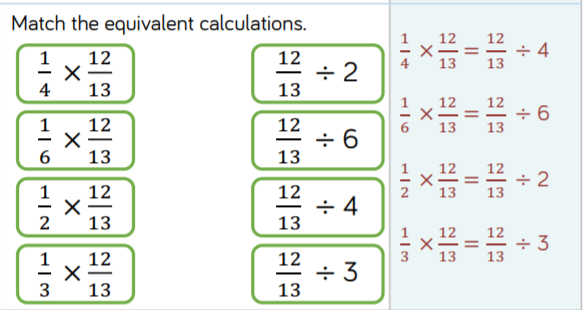 Match the equivalent calculations.
1/4 × 12/13
12/13 ÷ 2
1/6 × 12/13
12/13 ÷ 6
1/2 × 12/13
12/13 ÷ 4
1/3 × 12/13
12/13 ÷ 3
1/4 × 12/13 = 12/13 ÷ 4
1/6 × 12/13 = 12/13 ÷ 6
1/2 × 12/13 = 12/13 ÷ 2
1/3 × 12/13 = 12/13 ÷ 3